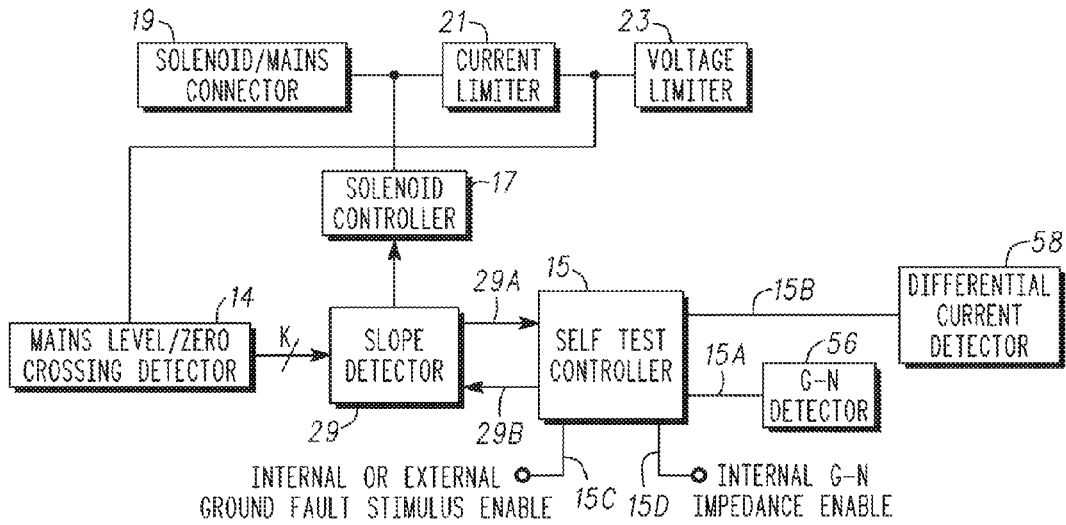 19
SOLENOID/MAINS
CONNECTOR
21
CURRENT
LIMITER
23
VOLTAGE
LIMITER
SOLENOID
CONTROLLER
17
14
MAINS LEVEL/ZERO
CROSSING DETECTOR
K
SLOPE
DETECTOR
29
29A
29B
15
SELF TEST
CONTROLLER
15B
58
DIFFERENTIAL
CURRENT
DETECTOR
15A
56
G-N
DETECTOR
INTERNAL OR EXTERNAL
GROUND FAULT STIMULUS ENABLE
15C
15D
INTERNAL G-N
IMPEDANCE ENABLE